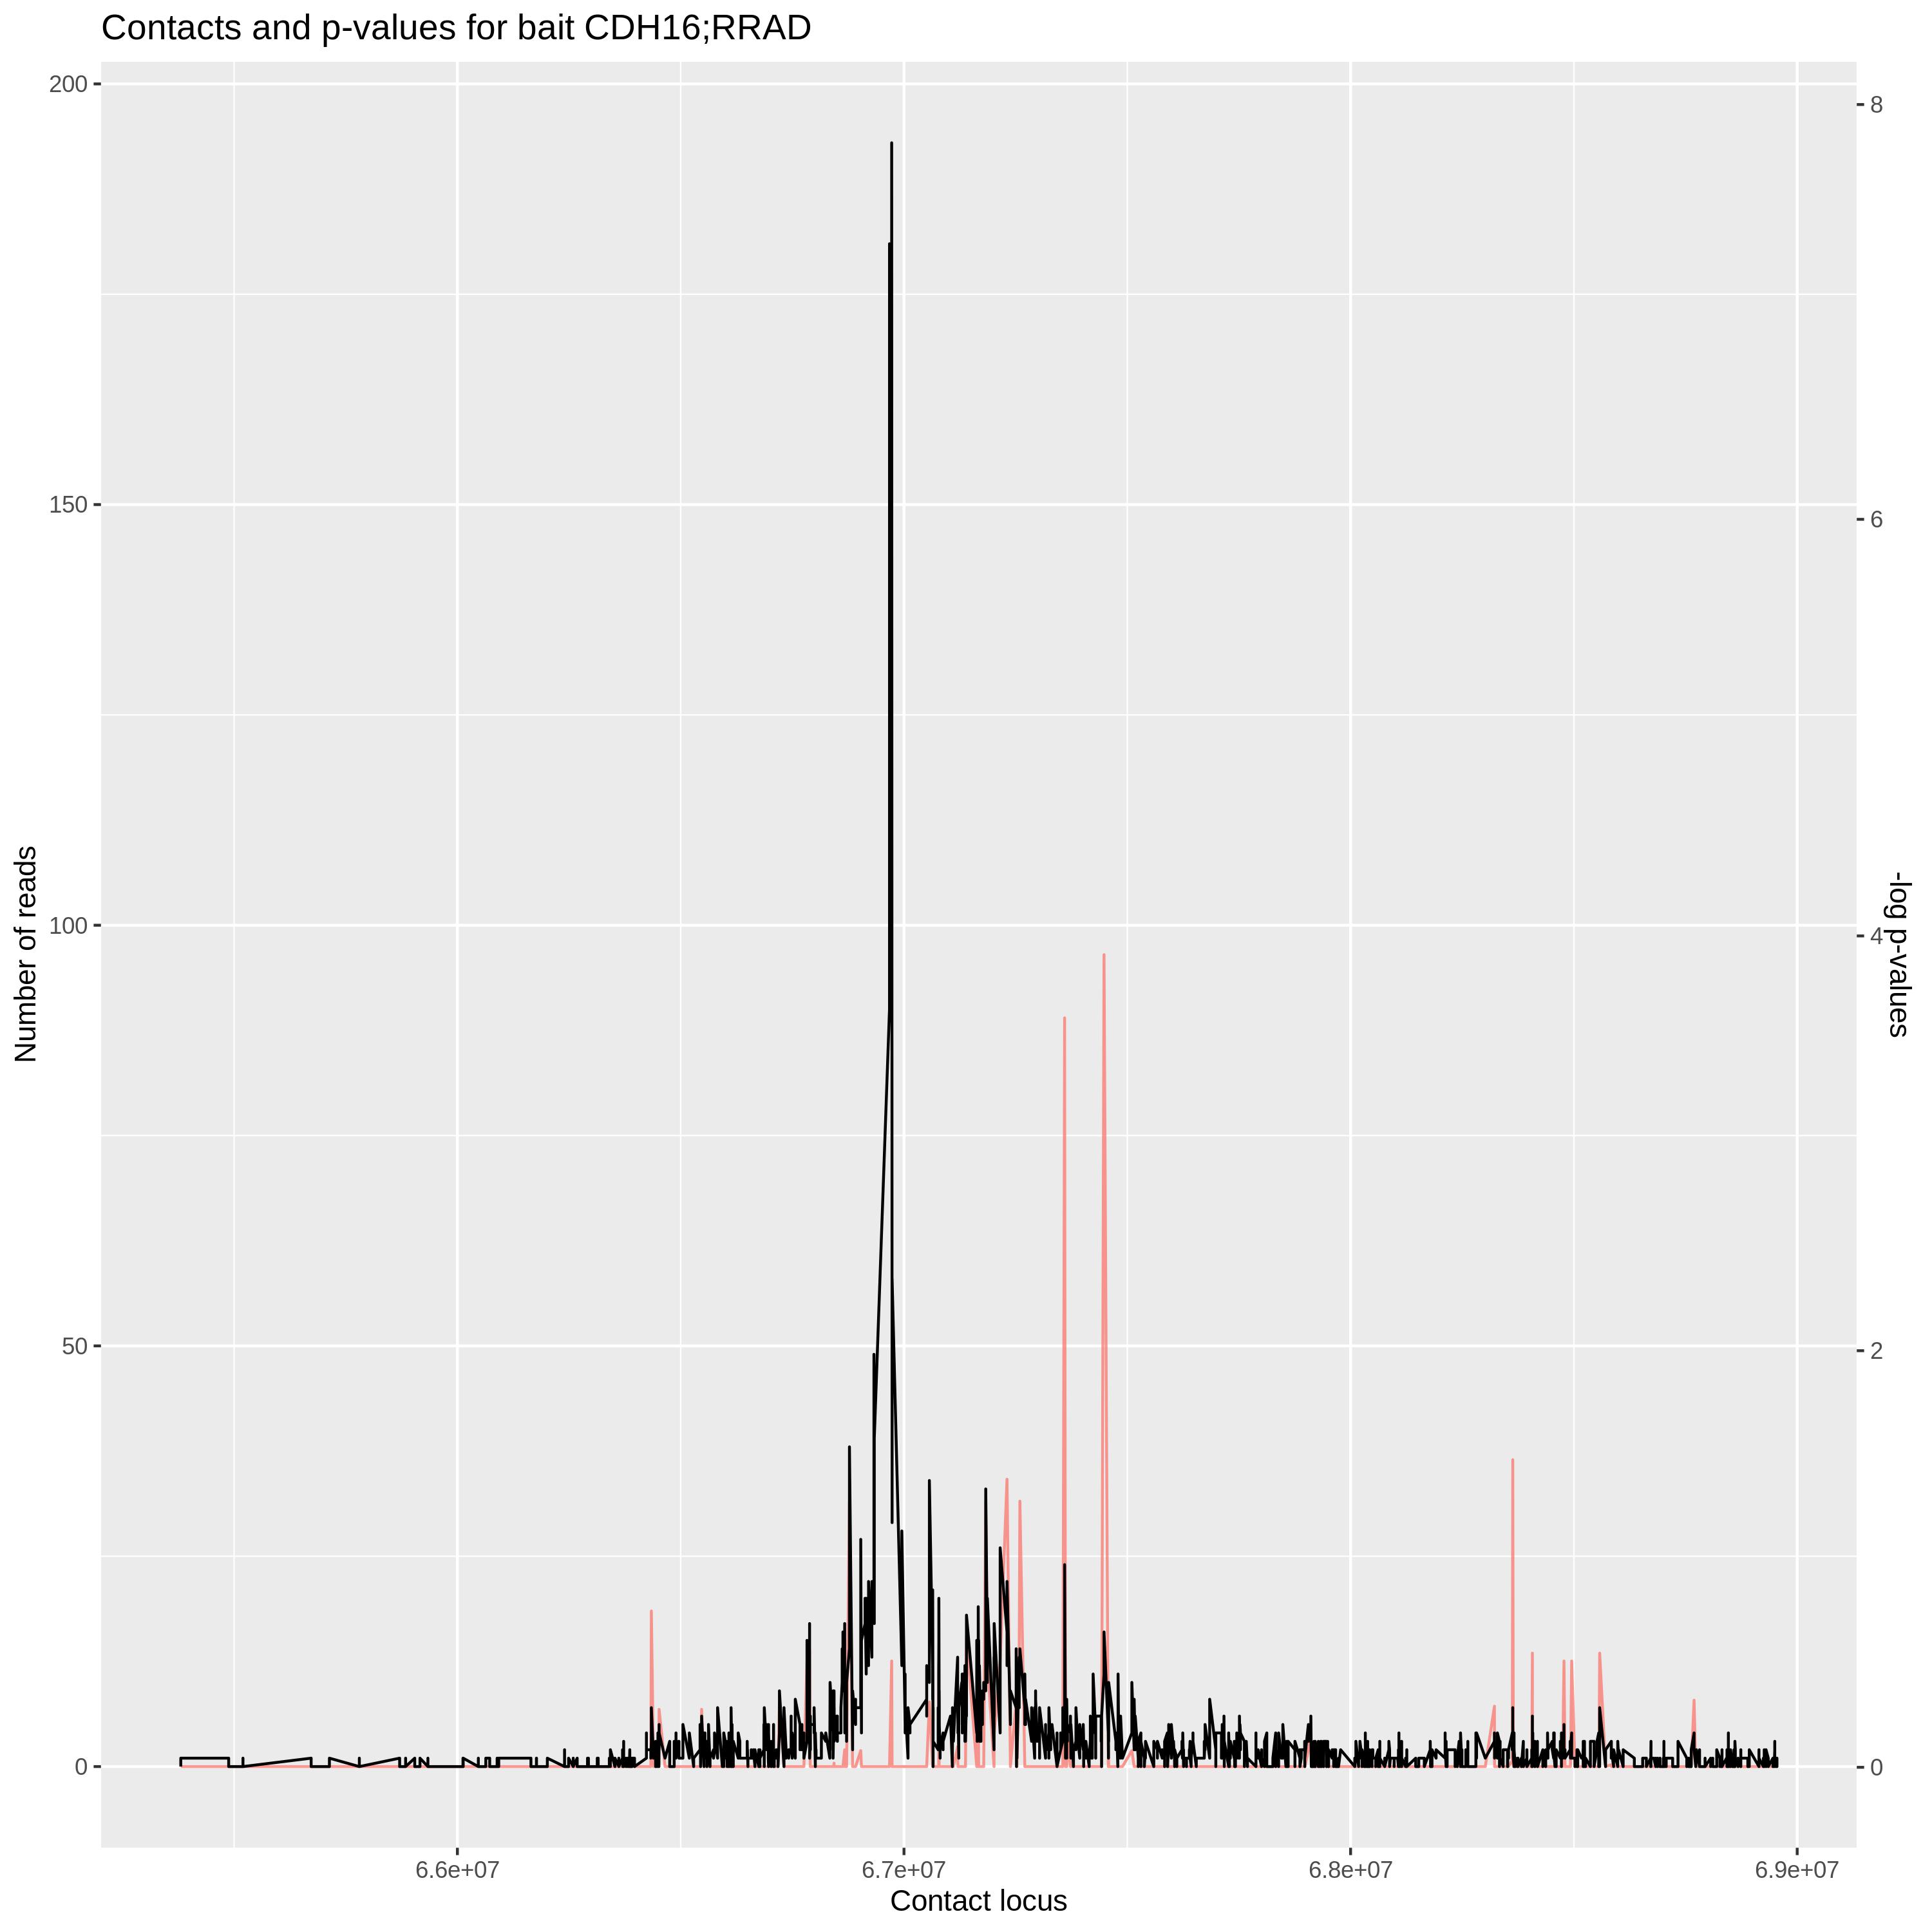 Contacts and p-values for bait CDH16;RRAD
200
150
100
50
0
Number of reads
8
6
4
2
0
-log p-values
6.6e+07
6.7e+07
6.8e+07
6.9e+07
Contact locus